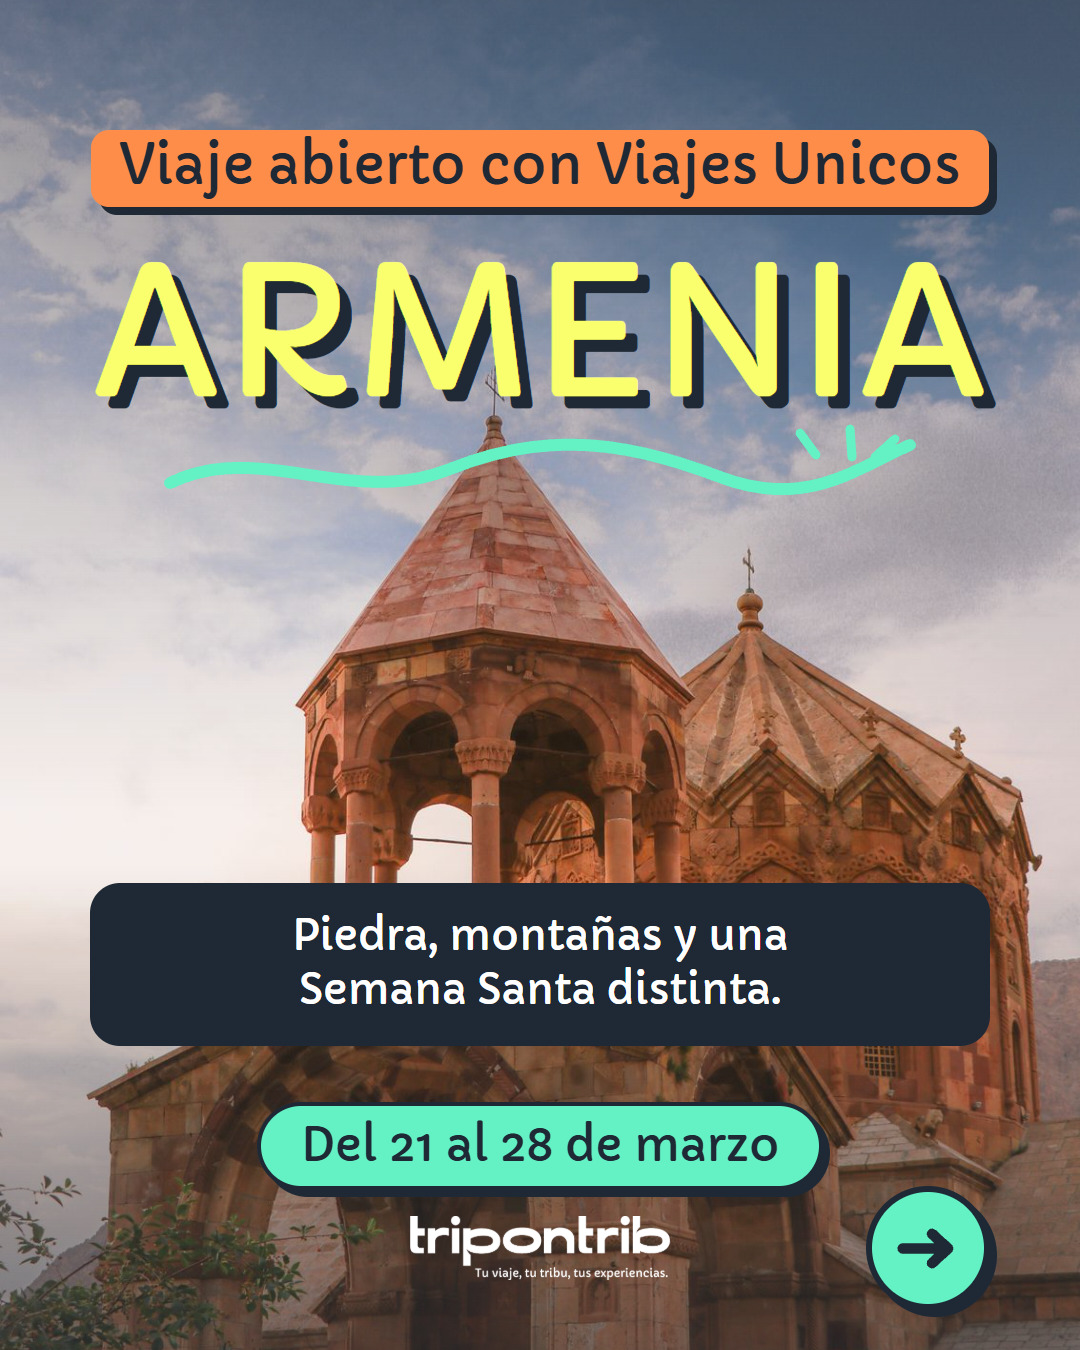 Viaje abierto con Viajes Unicos
ARMENIA
Piedra, montañas y una
Semana Santa distinta.
Del 21 al 28 de marzo
tripontrib
Tu viaje, tu tribu, tus experiencias.